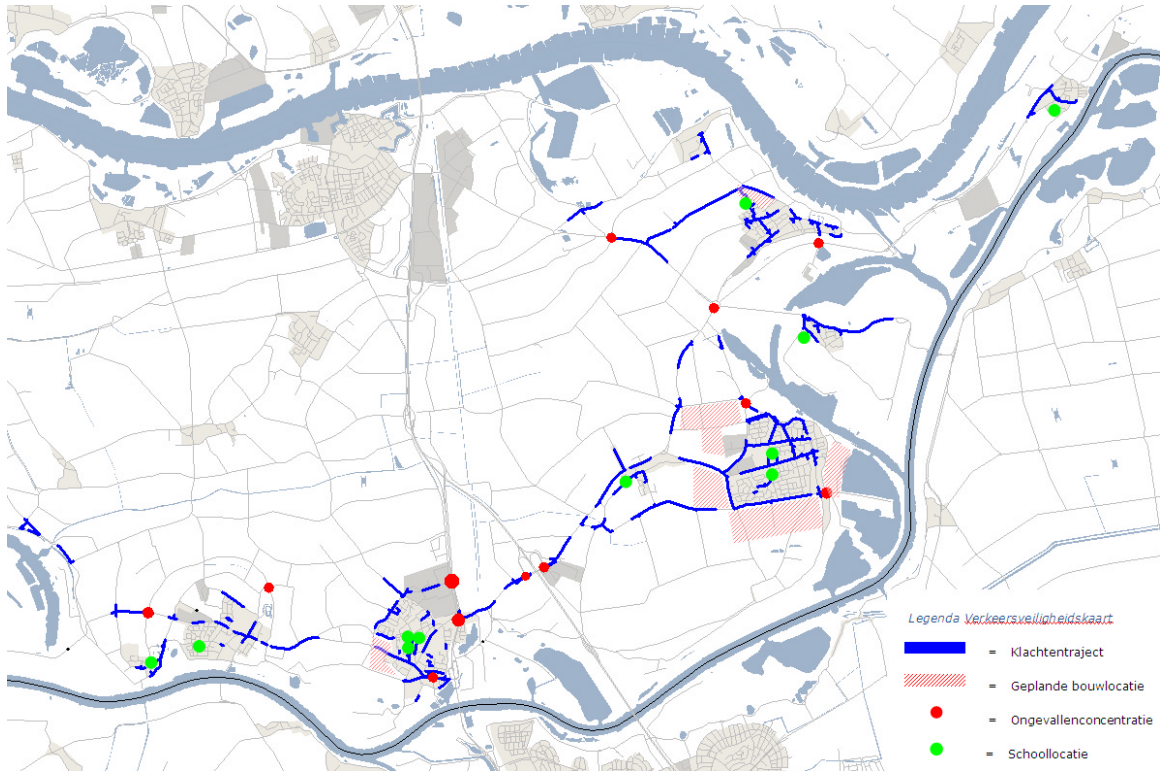 Legenda Verkeersveiligheidskaart
= Klachtentraject
= Geplande bouwlocatie
= Ongevallenconcentratie
= Schoollocatie